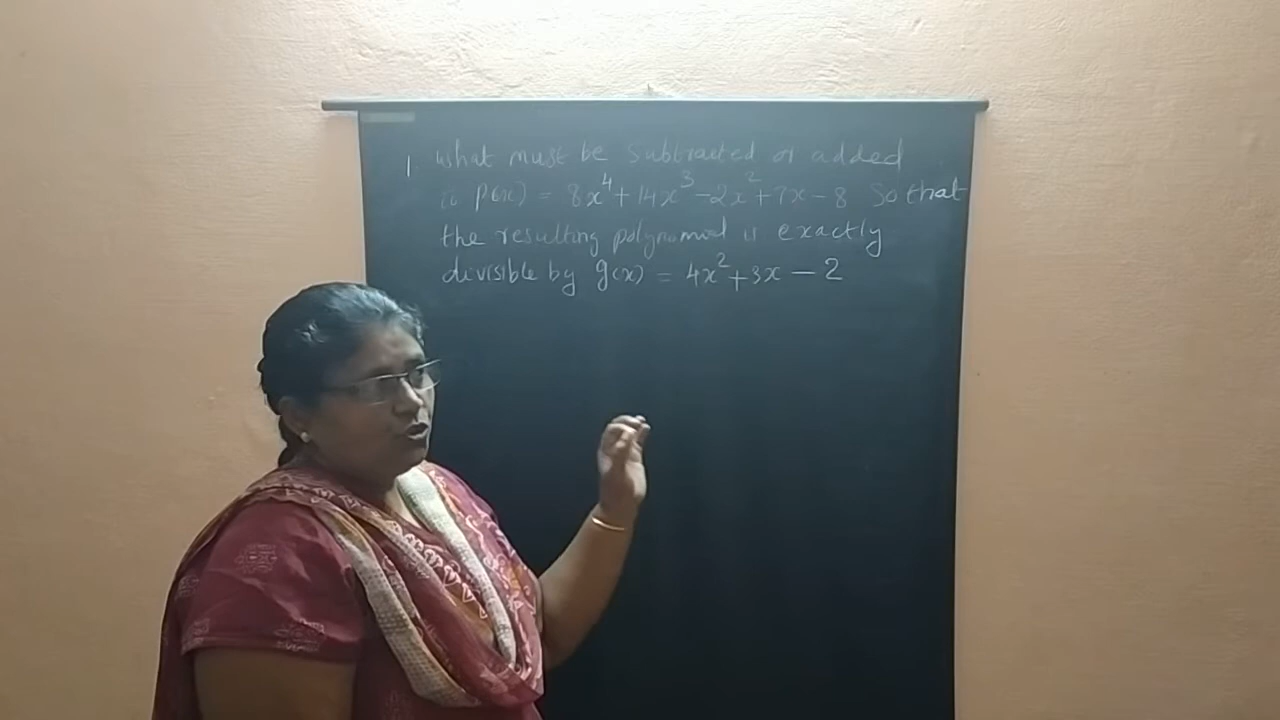 1 what must be subtracted or added
to p(x) = 8x⁴+14x³-2x²+7x-8 so that
the resulting polynomial is exactly
divisible by g(x) = 4x²+3x-2